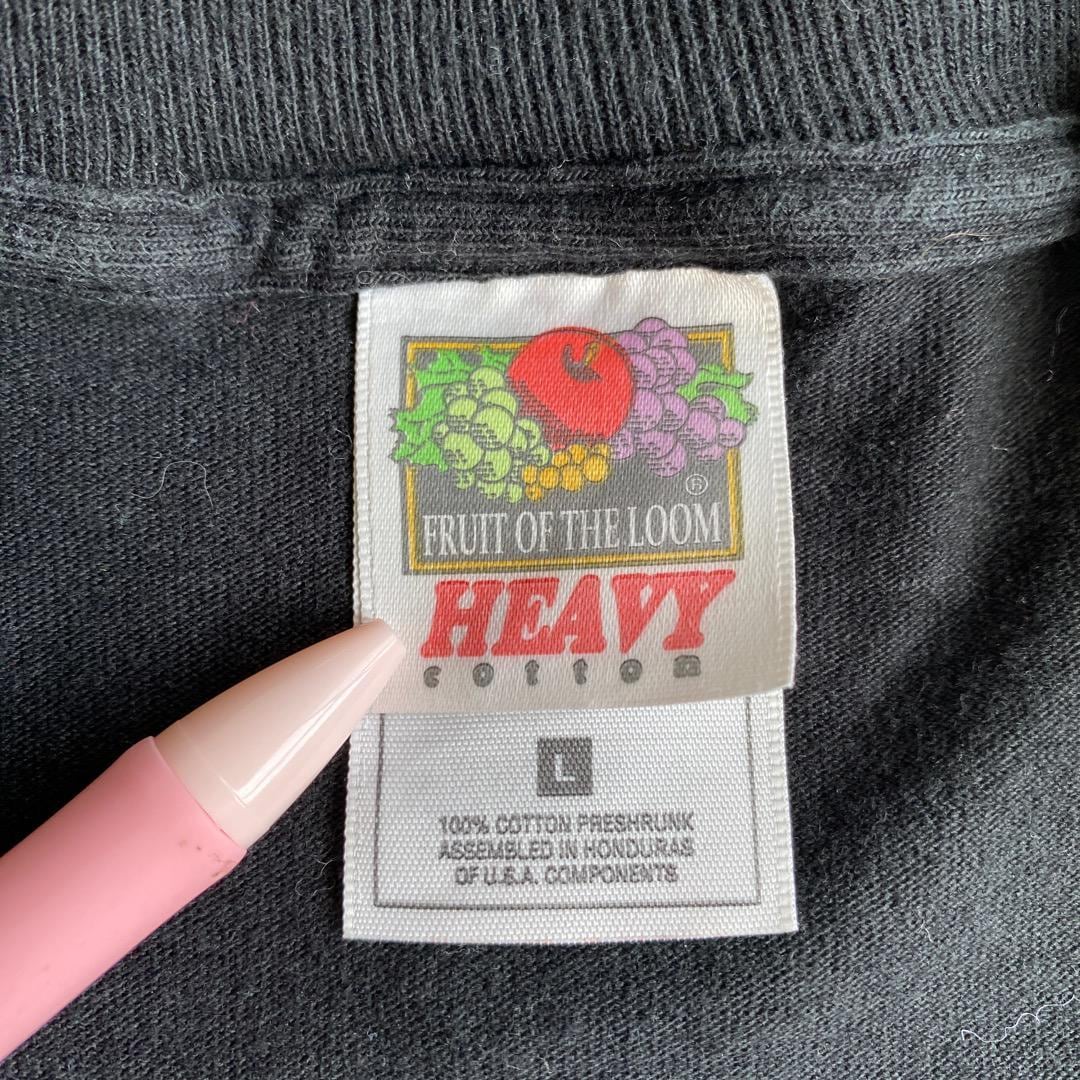 ®
FRUIT OF THE LOOM
HEAVY
cotton
L
100% COTTON PRESHRUNK
ASSEMBLED IN HONDURAS
OF U.S.A. COMPONENTS